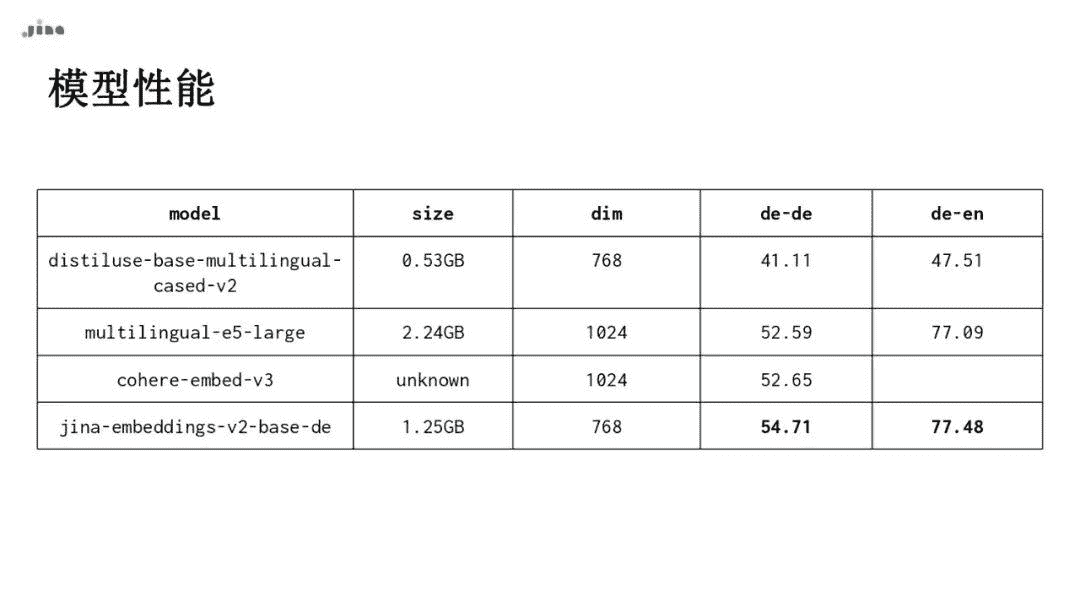 Jina
模型性能
model size dim de-de de-en
distiluse-base-multilingual- 0.53GB 768 41.11 47.51
cased-v2
multilingual-e5-large 2.24GB 1024 52.59 77.09
cohere-embed-v3 unknown 1024 52.65
jina-embeddings-v2-base-de 1.25GB 768 54.71 77.48